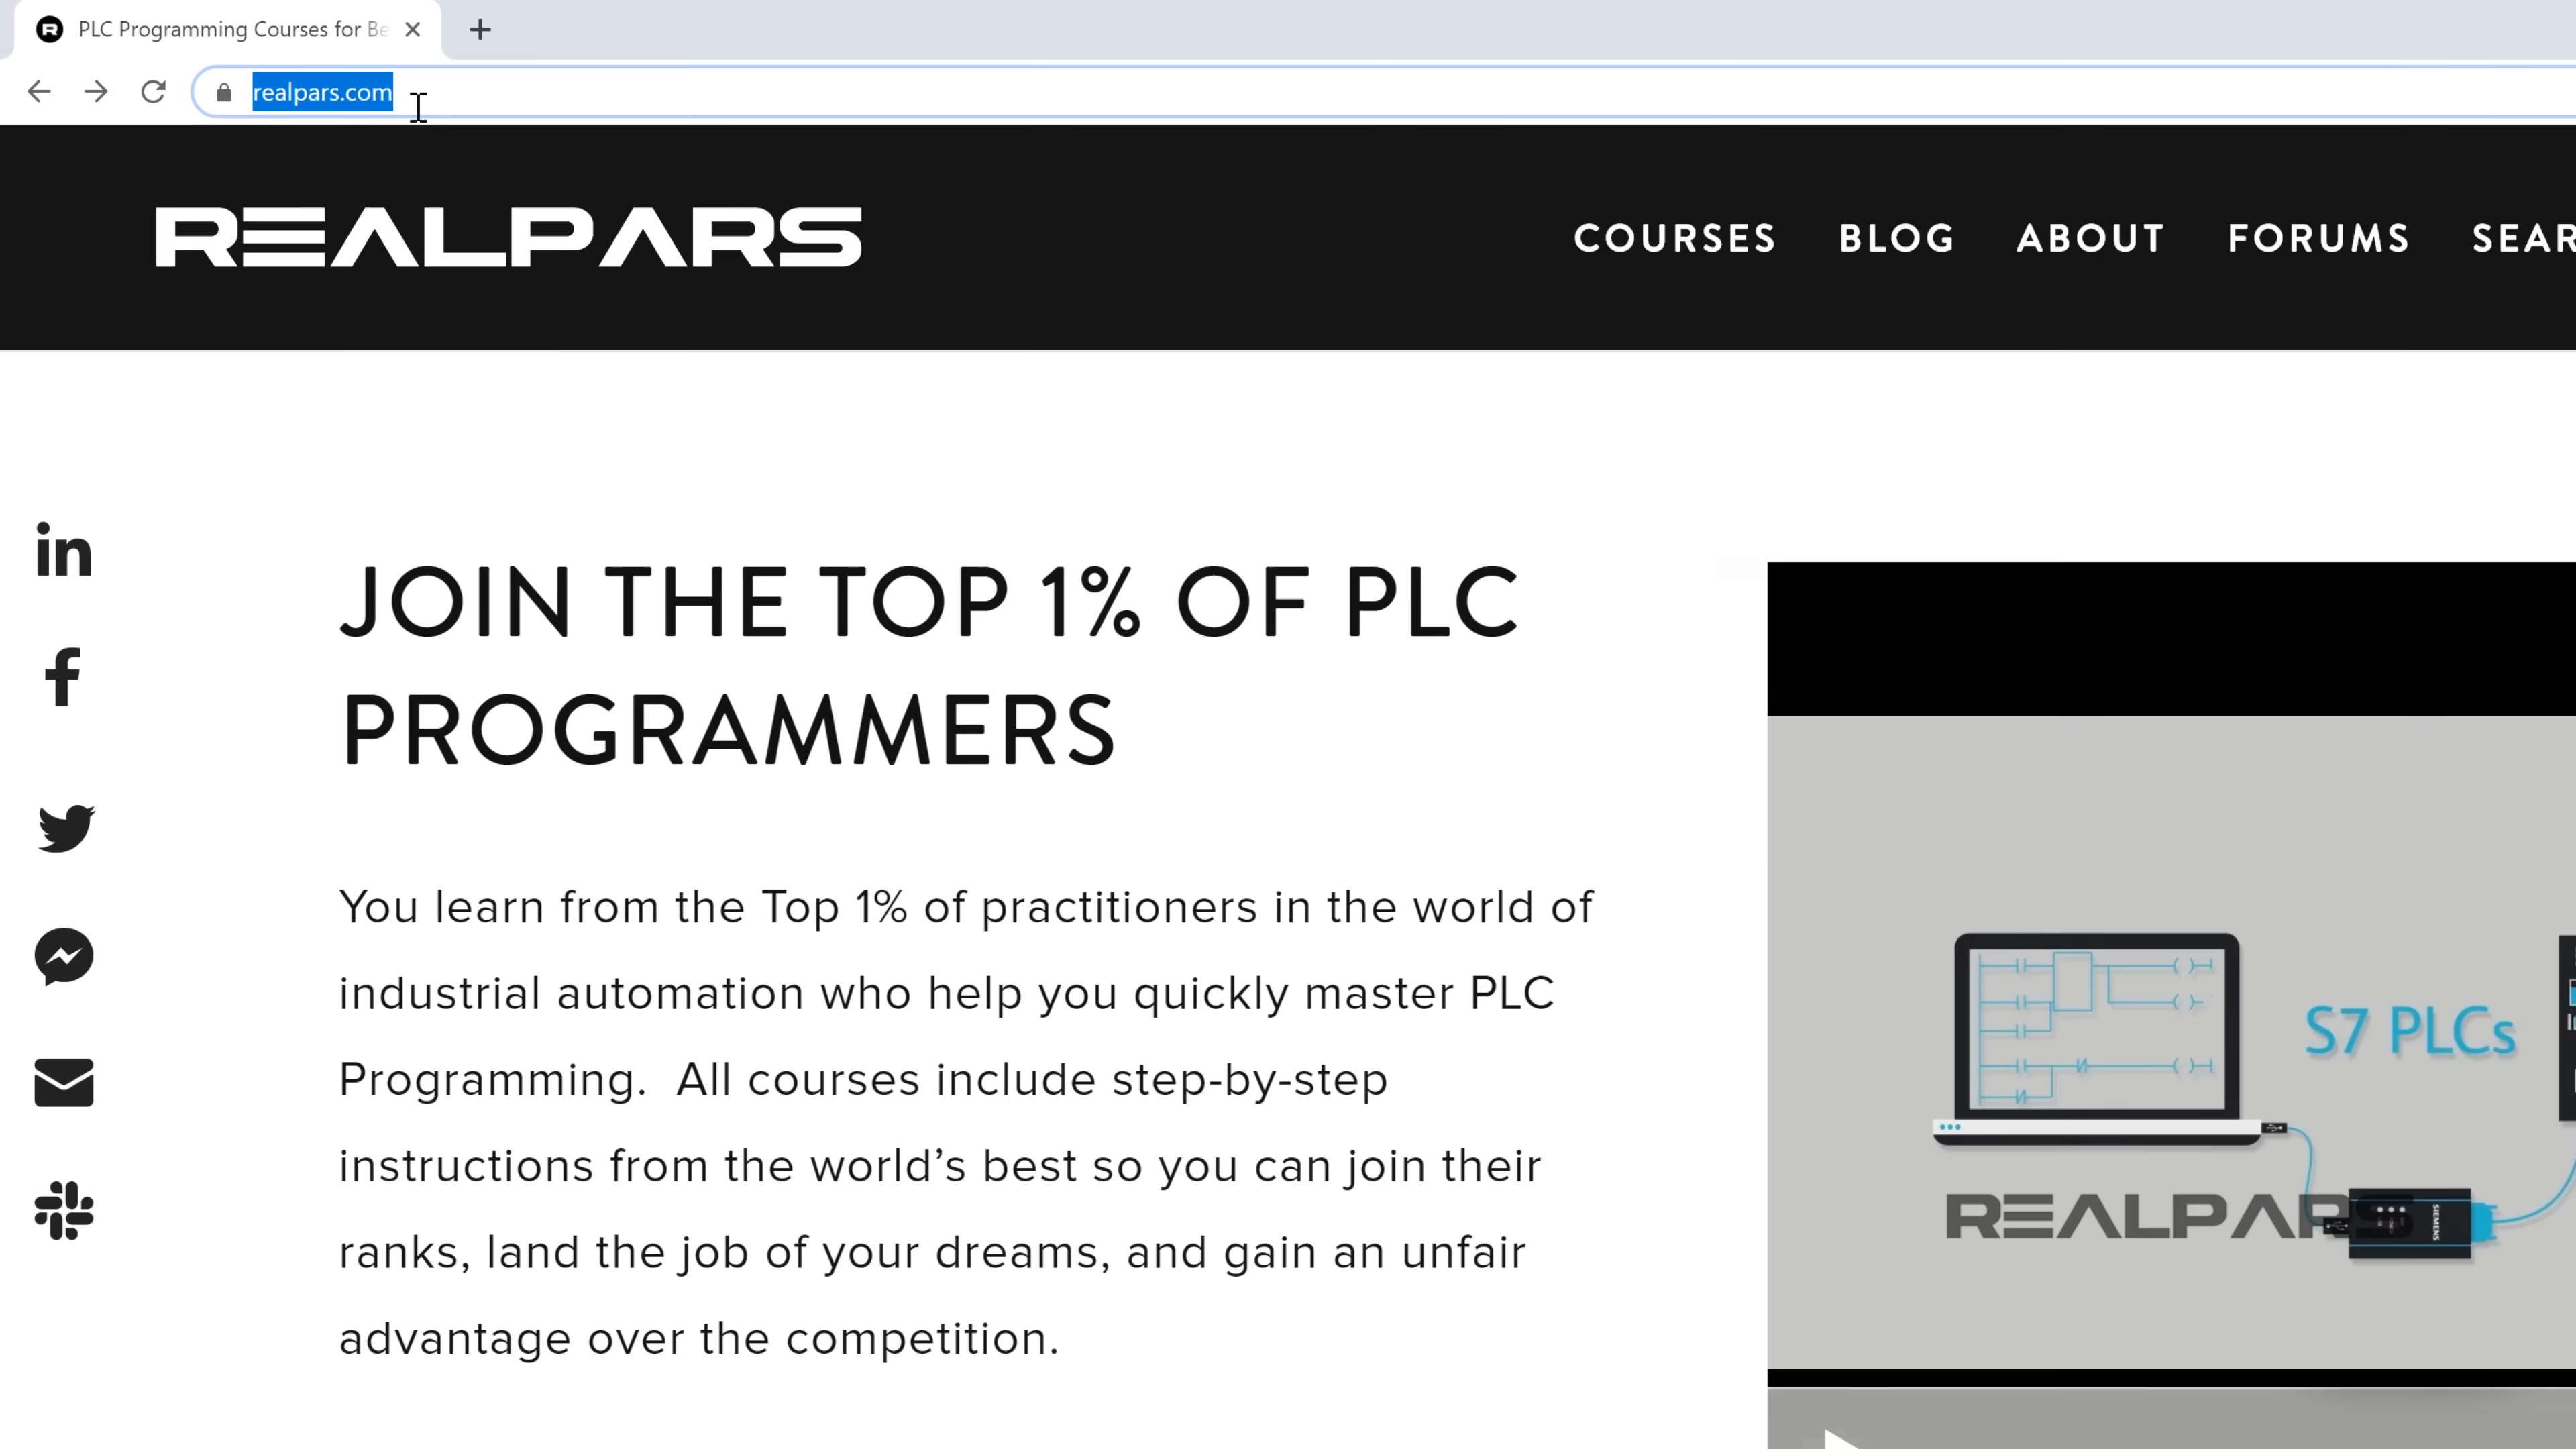 PLC Programming Courses for Be
realpars.com
REALPARS
COURSES BLOG ABOUT FORUMS SEAR
JOIN THE TOP 1% OF PLC
PROGRAMMERS
You learn from the Top 1% of practitioners in the world of
industrial automation who help you quickly master PLC
Programming. All courses include step-by-step
instructions from the world's best so you can join their
ranks, land the job of your dreams, and gain an unfair
advantage over the competition.
S7 PLCs
REALPARS
SIEMENS